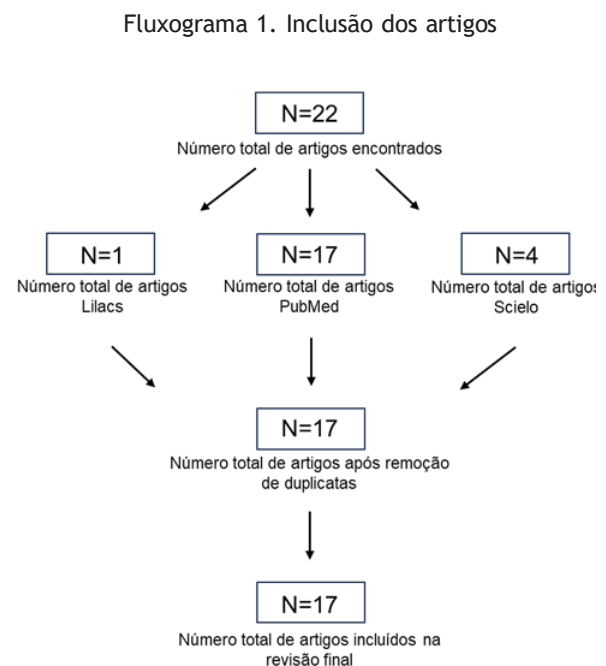 Fluxograma 1. Inclusão dos artigos
N=22
Número total de artigos encontrados
N=1
Número total de artigos
Lilacs
N=17
Número total de artigos
PubMed
N=4
Número total de artigos
Scielo
N=17
Número total de artigos após remoção
de duplicatas
N=17
Número total de artigos incluídos na
revisão final